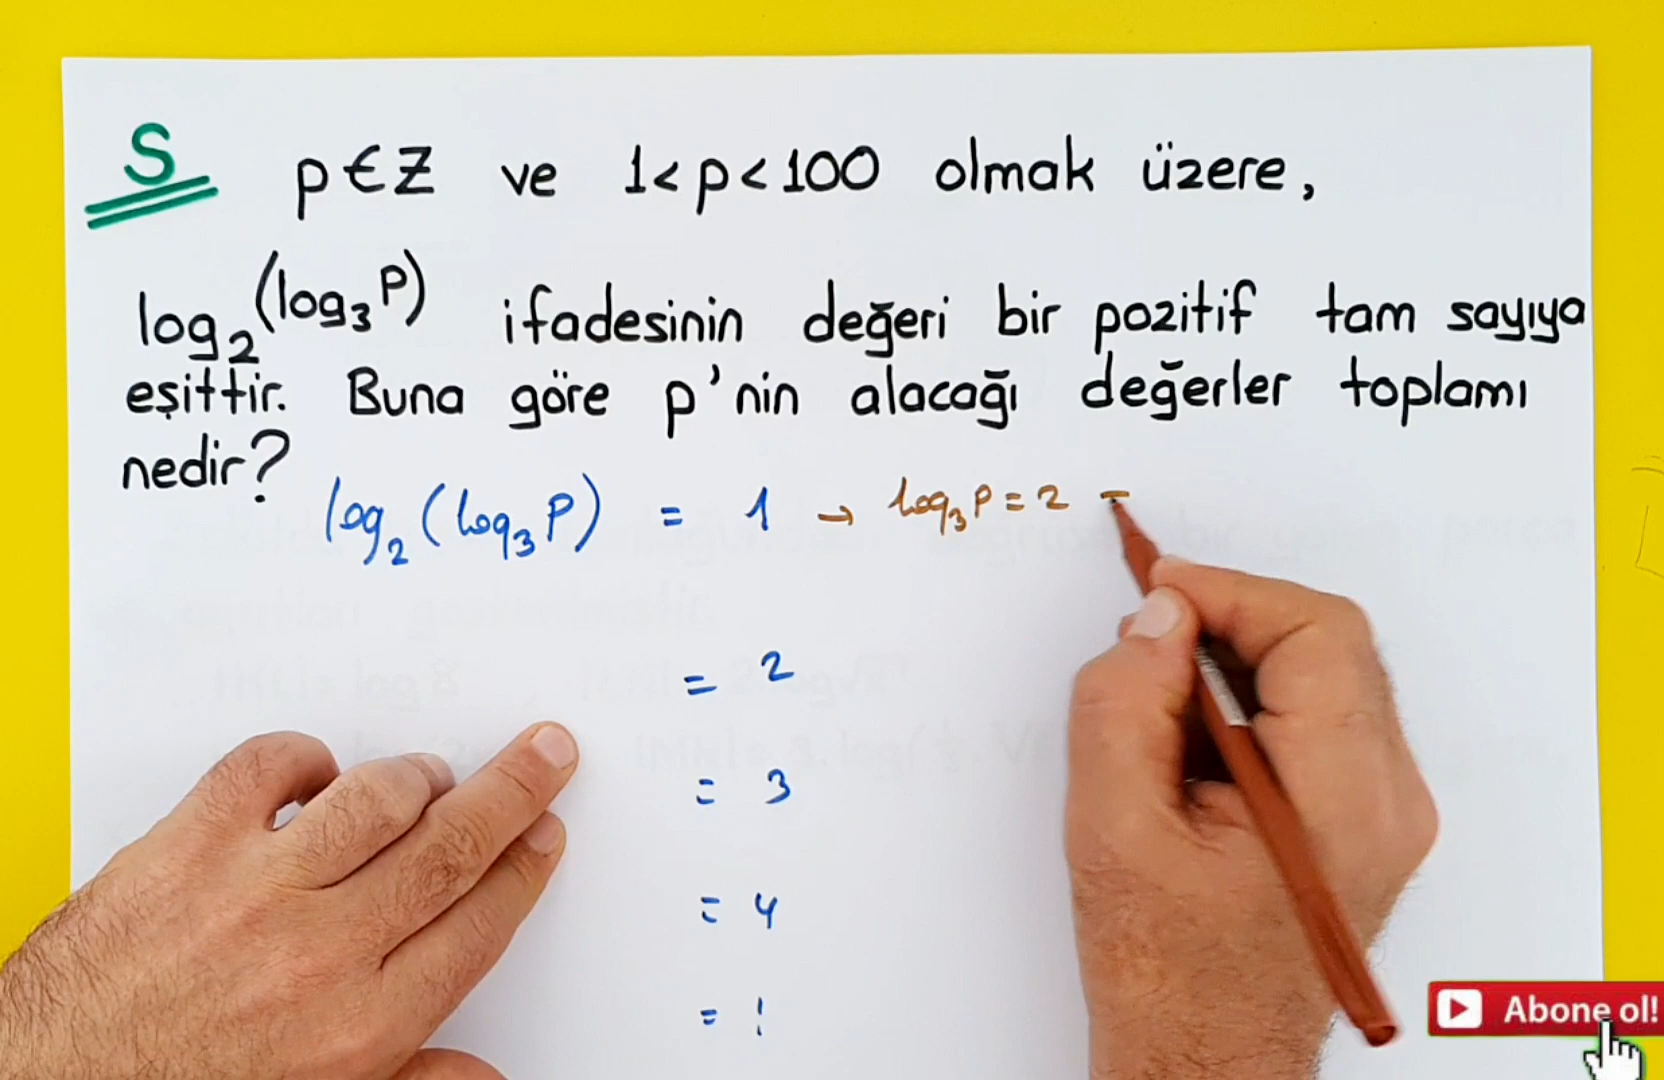 S p∈Z ve 1<p<100 olmak üzere,
log₂(log₃P) ifadesinin değeri bir pozitif tam sayıya
eşittir. Buna göre p'nin alacağı değerler toplamı
nedir?
log₂(log₃P) = 1 → log₃P = 2
= 2
= 3
= 4
= !
Abone ol!